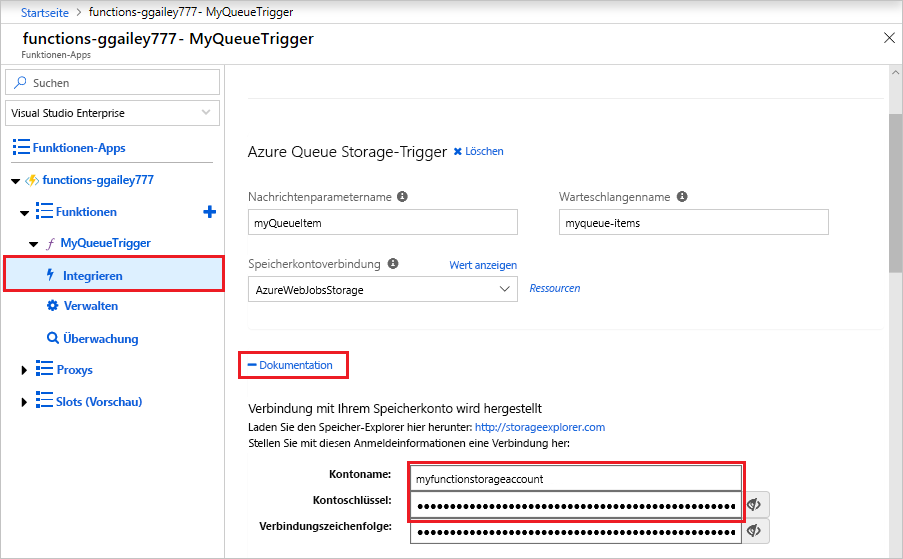 Startseite > functions-ggailey777 - MyQueueTrigger
functions-ggailey777 - MyQueueTrigger
Funktionen-Apps
Suchen
Visual Studio Enterprise
Funktionen-Apps
functions-ggailey777
Funktionen
MyQueueTrigger
Integrieren
Verwalten
Überwachung
Proxys
Slots (Vorschau)
Azure Queue Storage-Trigger Löschen
Nachrichtenparametername
myQueueItem
Warteschlangenname
myqueue-items
Speicherkontoverbindung Wert anzeigen
AzureWebJobsStorage
Ressourcen
Dokumentation
Verbindung mit Ihrem Speicherkonto wird hergestellt
Laden Sie den Speicher-Explorer hier herunter: http://storageexplorer.com
Stellen Sie mit diesen Anmeldeinformationen eine Verbindung her:
Kontoname: myfunctionstorageaccount
Kontoschlüssel:
Verbindungszeichenfolge: